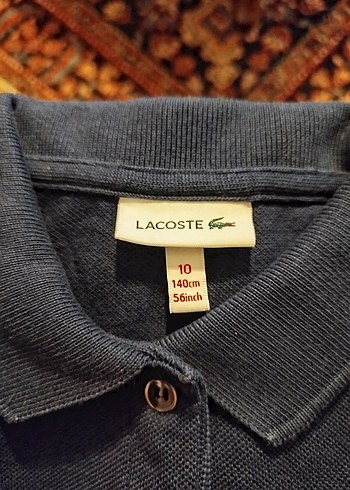 LACOSTE
10
140cm
56inch